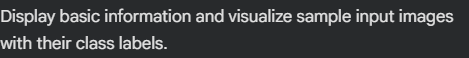 Display basic information and visualize sample input images
with their class labels.